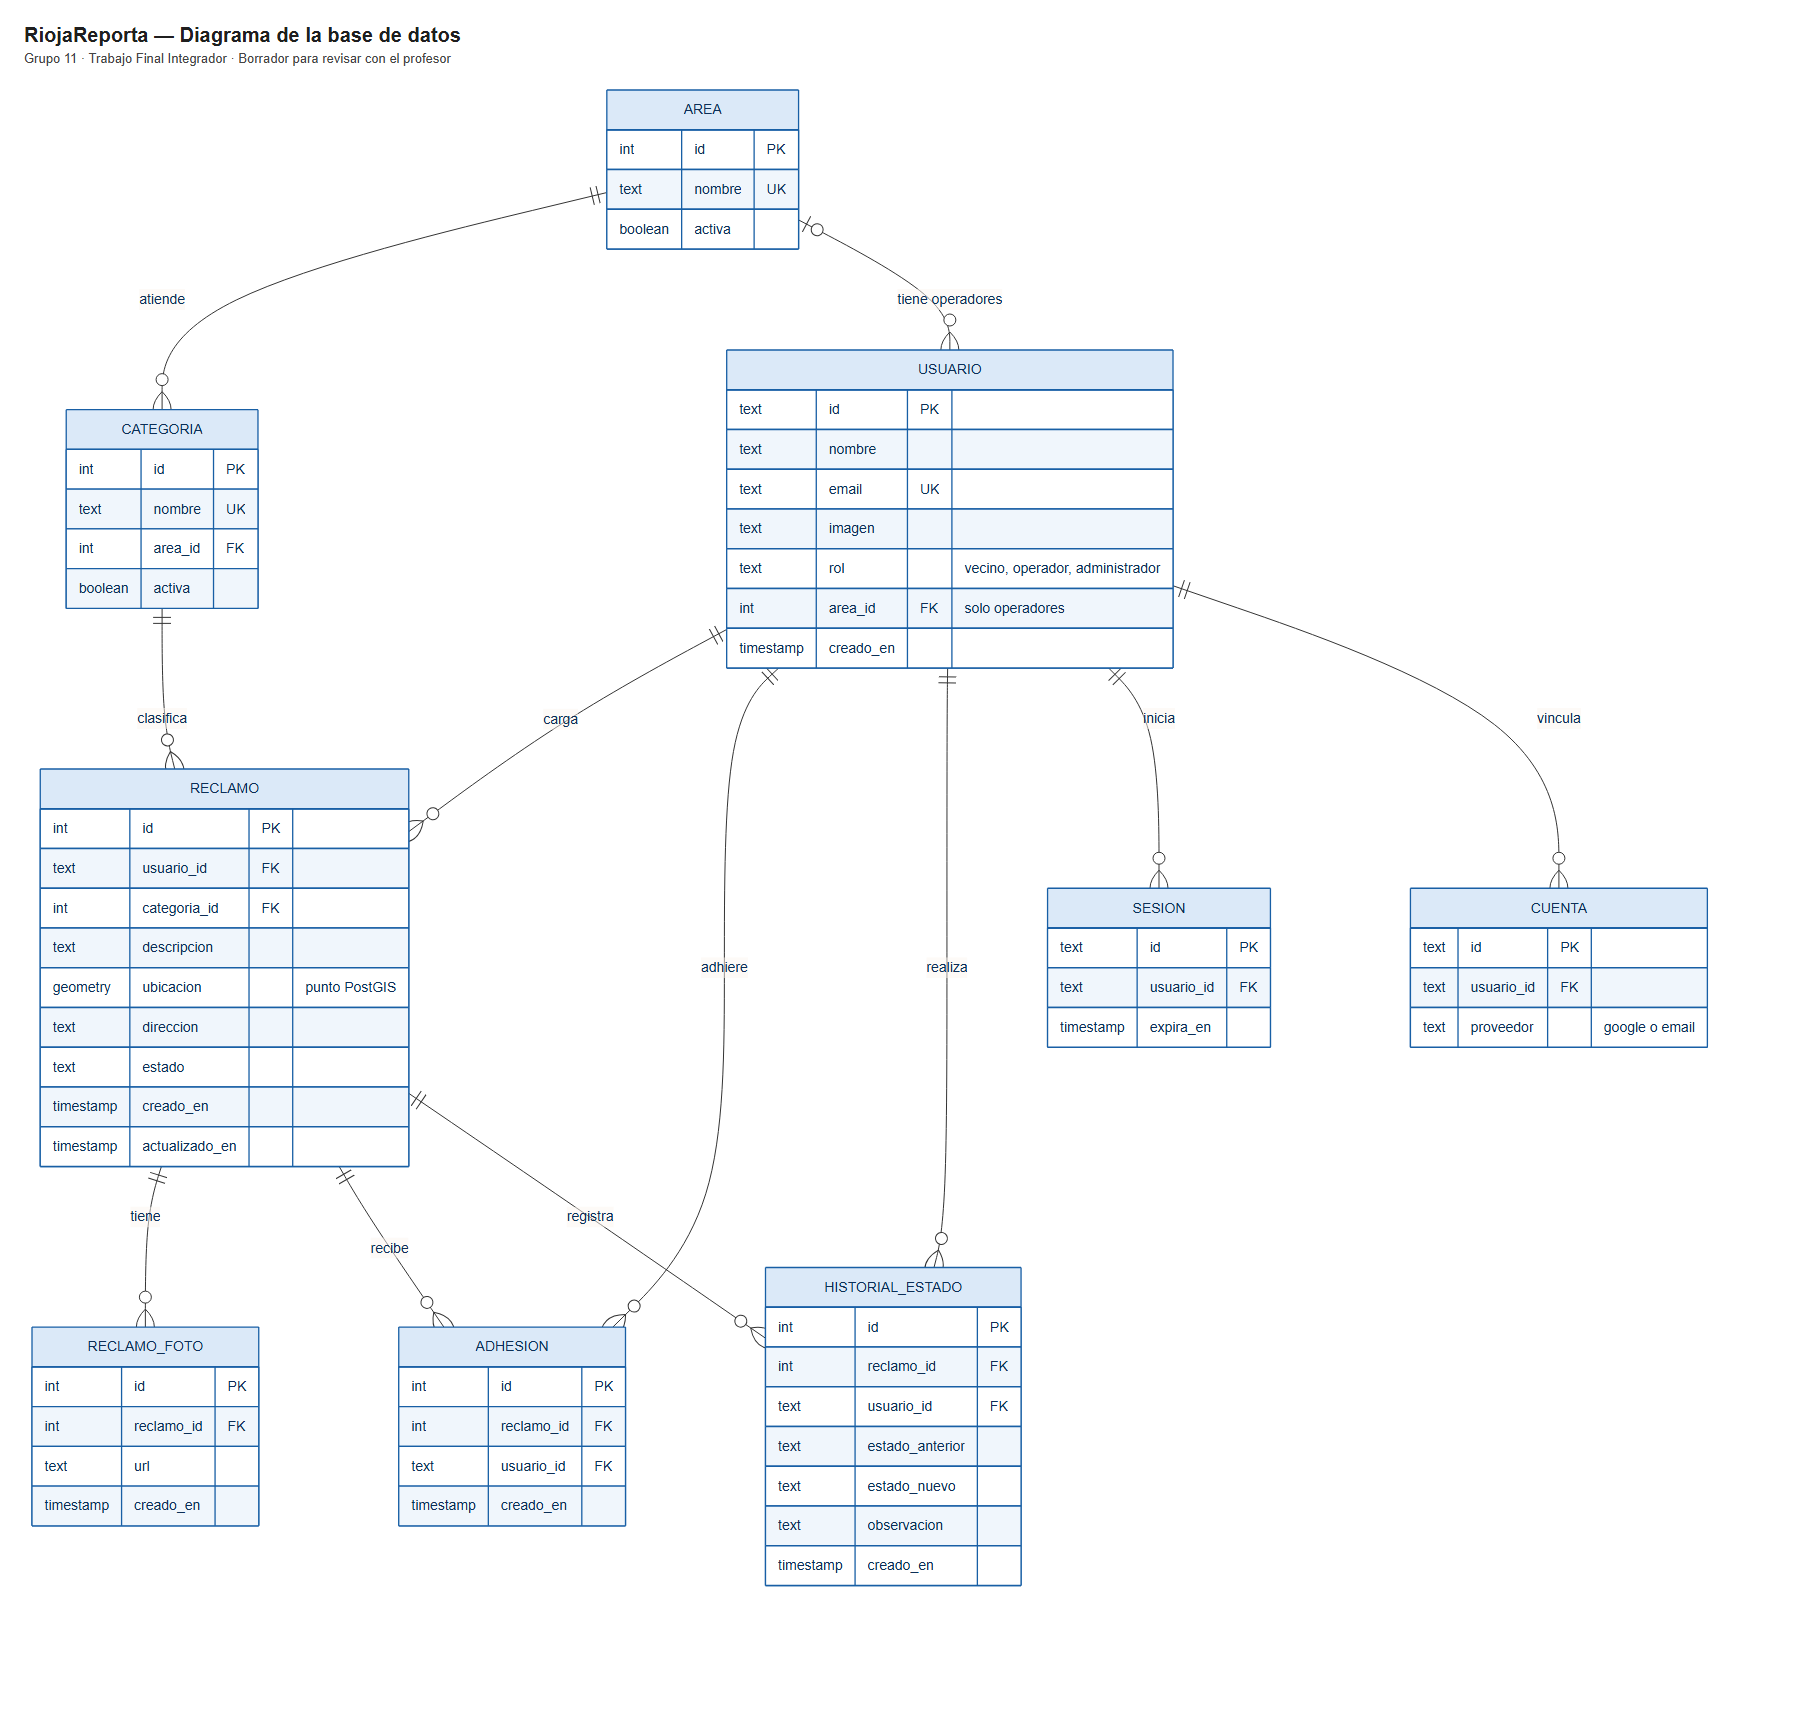 RiojaReporta — Diagrama de la base de datos
Grupo 11 · Trabajo Final Integrador · Borrador para revisar con el profesor
AREA
int id PK
text nombre UK
boolean activa
atiende
tiene operadores
USUARIO
text id PK
text nombre
text email UK
text imagen
text rol vecino, operador, administrador
int area_id FK solo operadores
timestamp creado_en
CATEGORIA
int id PK
text nombre UK
int area_id FK
boolean activa
clasifica
carga
inicia
vincula
RECLAMO
int id PK
text usuario_id FK
int categoria_id FK
text descripcion
geometry ubicacion punto PostGIS
text direccion
text estado
timestamp creado_en
timestamp actualizado_en
adhiere
realiza
SESION
text id PK
text usuario_id FK
timestamp expira_en
CUENTA
text id PK
text usuario_id FK
text proveedor google o email
tiene
recibe
registra
RECLAMO_FOTO
int id PK
int reclamo_id FK
text url
timestamp creado_en
ADHESION
int id PK
int reclamo_id FK
text usuario_id FK
timestamp creado_en
HISTORIAL_ESTADO
int id PK
int reclamo_id FK
text usuario_id FK
text estado_anterior
text estado_nuevo
text observacion
timestamp creado_en